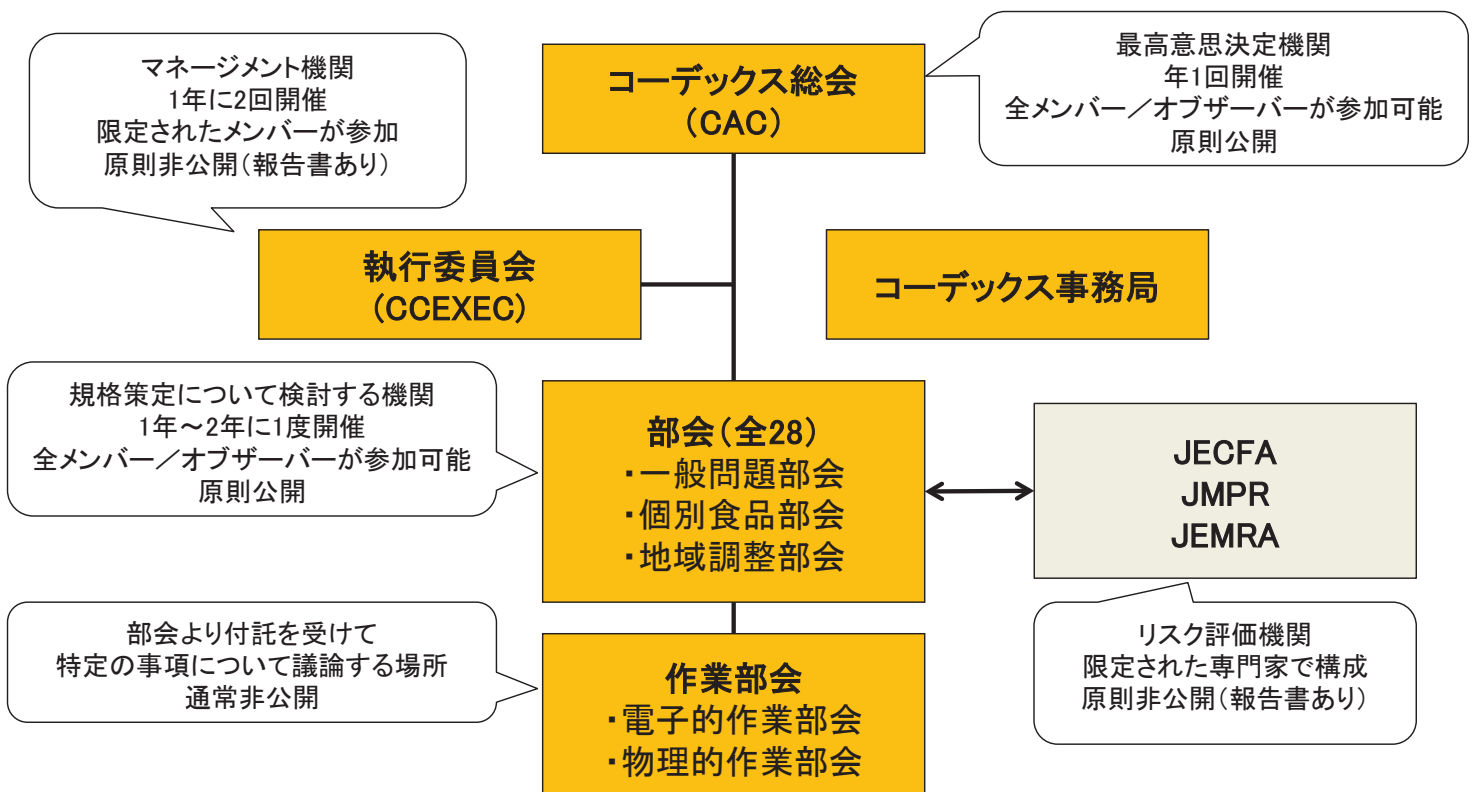 マネージメント機関
1年に2回開催
限定されたメンバーが参加
原則非公開（報告書あり）
コーデックス総会
（CAC）
最高意思決定機関
年1回開催
全メンバー／オブザーバーが参加可能
原則公開
執行委員会
（CCEXEC）
コーデックス事務局
規格策定について検討する機関
1年～2年に1度開催
全メンバー／オブザーバーが参加可能
原則公開
部会（全28）
・一般問題部会
・個別食品部会
・地域調整部会
JECFA
JMPR
JEMRA
部会より付託を受けて
特定の事項について議論する場所
通常非公開
作業部会
・電子的作業部会
・物理的作業部会
リスク評価機関
限定された専門家で構成
原則非公開（報告書あり）